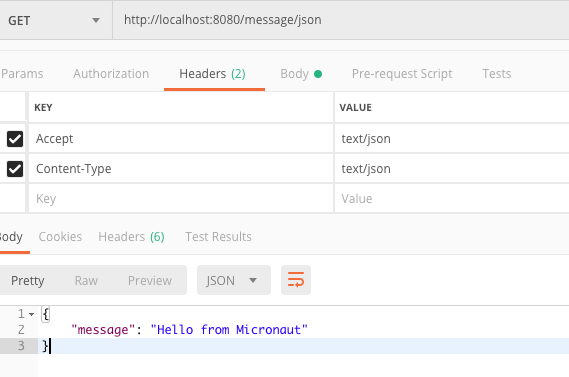 GET http://localhost:8080/message/json
Params Authorization Headers (2) Body Pre-request Script Tests
KEY VALUE
Accept text/json
Content-Type text/json
Key Value
Body Cookies Headers (6) Test Results
Pretty Raw Preview JSON
1 {
2 "message": "Hello from Micronaut"
3 }